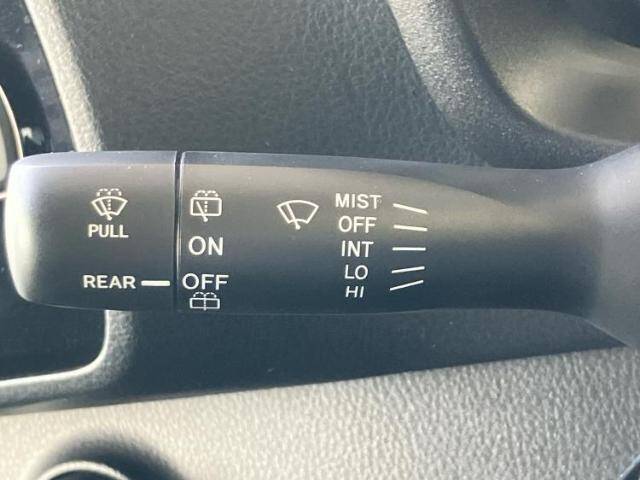 PULL
REAR
ON
OFF
MIST
OFF
INT
LO
HI